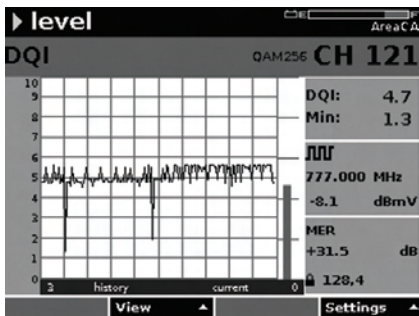 level
E F
AreaCA
DQI
QAM256 CH 121
10
9
8
7
6
5
4
3
2
1
0
2 history current 0
DQI: 4.7
Min: 1.3
777.000 MHz
-8.1 dBmV
MER
+31.5 dB
128,4
View
Settings